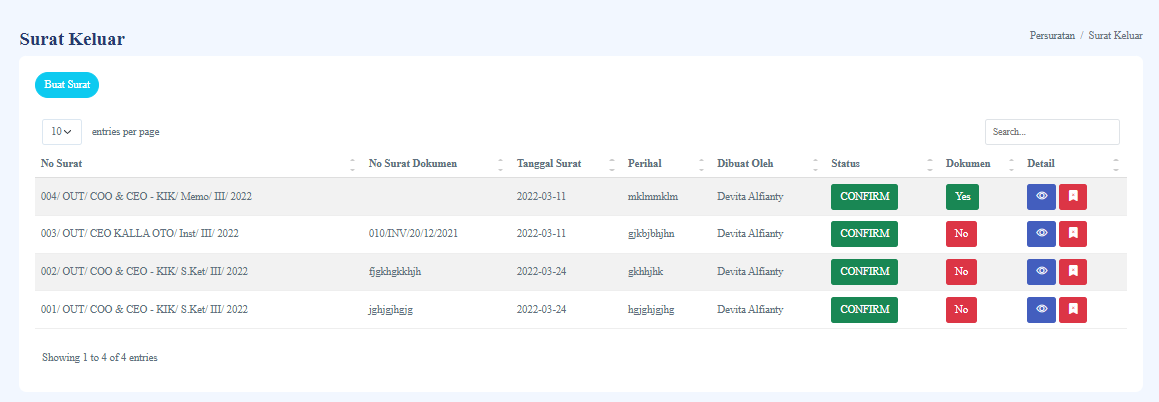 Surat Keluar
Persuratan / Surat Keluar
Buat Surat
10 entries per page
Search...
No Surat No Surat Dokumen Tanggal Surat Perihal Dibuat Oleh Status Dokumen Detail
004/ OUT/ COO & CEO - KIK/ Memo/ III/ 2022 2022-03-11 mklmmklm Devita Alfianty CONFIRM Yes
003/ OUT/ CEO KALLA OTO/ Inst/ III/ 2022 010/INV/20/12/2021 2022-03-11 gjkbjbhjhn Devita Alfianty CONFIRM No
002/ OUT/ COO & CEO - KIK/ S.Ket/ III/ 2022 fjgkhgkkhjh 2022-03-24 gkhhjhk Devita Alfianty CONFIRM No
001/ OUT/ COO & CEO - KIK/ S.Ket/ III/ 2022 jghjgjhgjg 2022-03-24 hgjghjgjhg Devita Alfianty CONFIRM No
Showing 1 to 4 of 4 entries